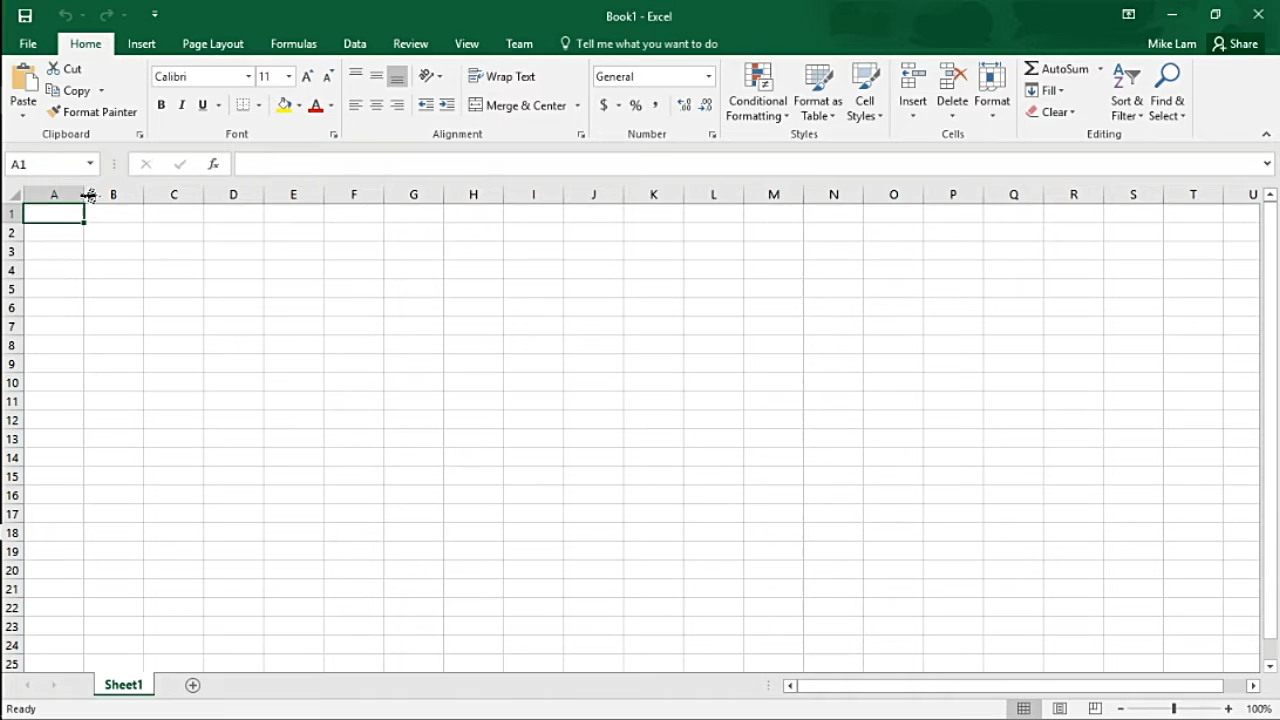 Book1 - Excel
File Home Insert Page Layout Formulas Data Review View Team Tell me what you want to do Mike Lam Share
Paste
Cut
Copy
Format Painter
Clipboard
Calibri 11
B I U
Font
Wrap Text
Merge & Center
Alignment
General
$ % ,
Number
Conditional Formatting
Format as Table
Cell Styles
Styles
Insert
Delete
Format
Cells
AutoSum
Fill
Clear
Sort & Filter
Find & Select
Editing
A1 fx
A B C D E F G H I J K L M N O P Q R S T U
1
2
3
4
5
6
7
8
9
10
11
12
13
14
15
16
17
18
19
20
21
22
23
24
25
Sheet1
Ready 100%